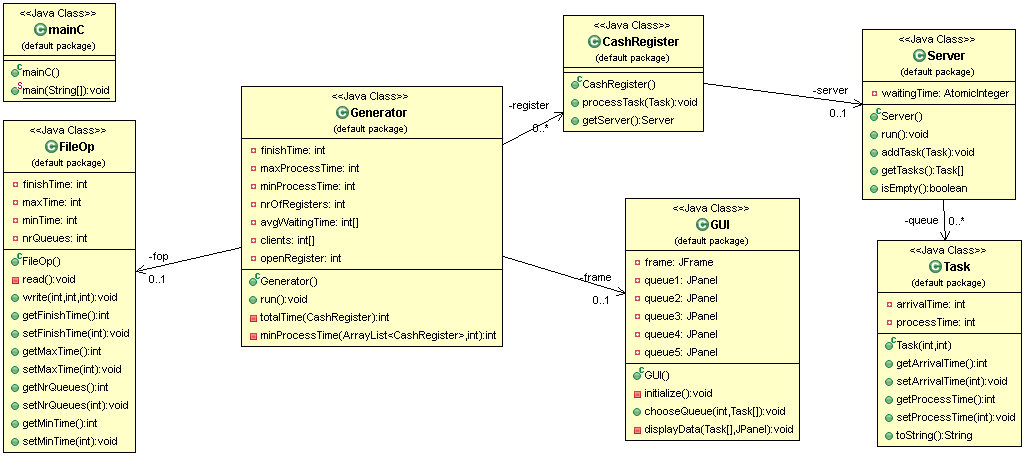 <<Java Class>>
mainC
(default package)
mainC()
main(String[]):void
<<Java Class>>
FileOp
(default package)
finishTime: int
maxTime: int
minTime: int
nrQueues: int
FileOp()
read():void
write(int,int,int):void
getFinishTime():int
setFinishTime(int):void
getMaxTime():int
setMaxTime(int):void
getNrQueues():int
setNrQueues(int):void
getMinTime():int
setMinTime(int):void
-fop
0..1
<<Java Class>>
Generator
(default package)
finishTime: int
maxProcessTime: int
minProcessTime: int
nrOfRegisters: int
avgWaitingTime: int[]
clients: int[]
openRegister: int
Generator()
run():void
totalTime(CashRegister):int
minProcessTime(ArrayList<CashRegister>,int):int
-register
0..*
<<Java Class>>
CashRegister
(default package)
CashRegister()
processTask(Task):void
getServer():Server
-frame
0..1
<<Java Class>>
GUI
(default package)
frame: JFrame
queue1: JPanel
queue2: JPanel
queue3: JPanel
queue4: JPanel
queue5: JPanel
GUI()
initialize():void
chooseQueue(int,Task[]):void
displayData(Task[],JPanel):void
-server
0..1
<<Java Class>>
Server
(default package)
waitingTime: AtomicInteger
Server()
run():void
addTask(Task):void
getTasks():Task[]
isEmpty():boolean
-queue
0..*
<<Java Class>>
Task
(default package)
arrivalTime: int
processTime: int
Task(int,int)
getArrivalTime():int
setArrivalTime(int):void
getProcessTime():int
setProcessTime(int):void
toString():String